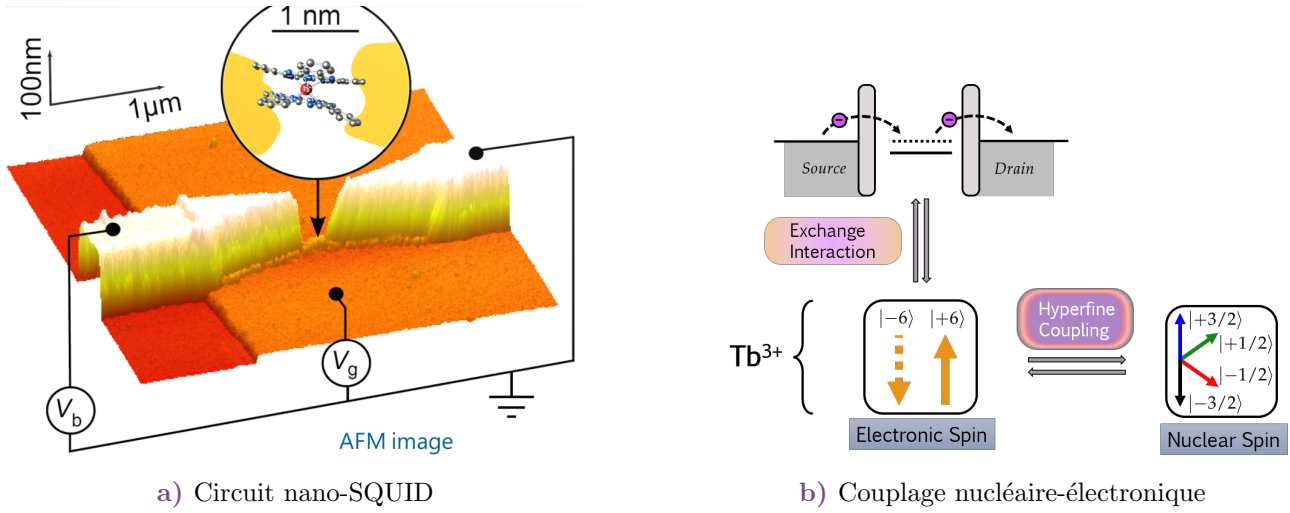 1 nm
100nm
1µm
Tb
V_b
V_g
AFM image
a) Circuit nano-SQUID
Source
Drain
Exchange
Interaction
|−6⟩ |+6⟩
Tb³⁺
Electronic Spin
Hyperfine
Coupling
|+3/2⟩
|+1/2⟩
|−1/2⟩
|−3/2⟩
Nuclear Spin
b) Couplage nucléaire-électronique